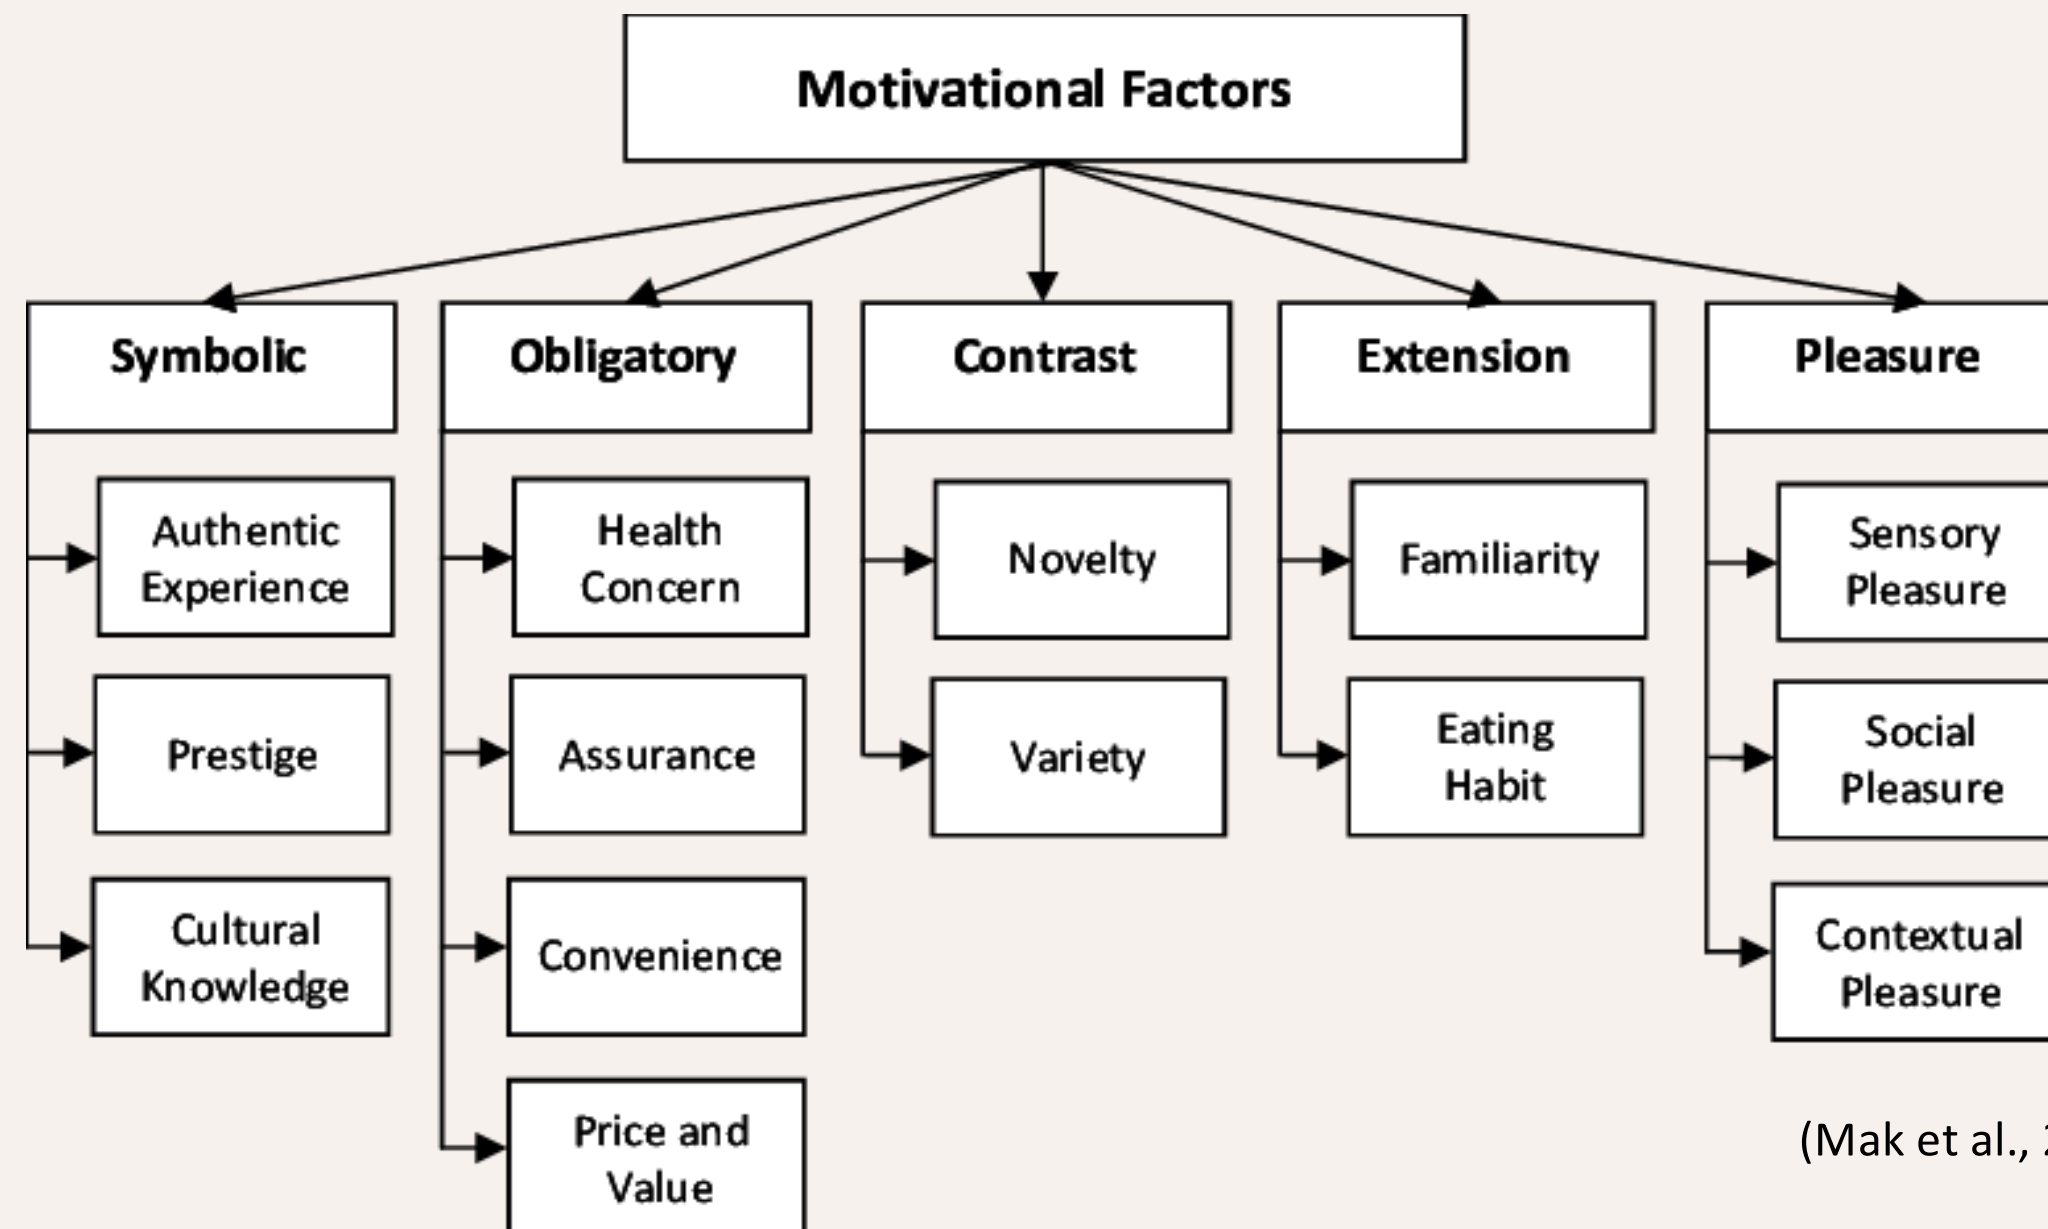 Motivational Factors
Symbolic
Authentic
Experience
Prestige
Cultural
Knowledge
Obligatory
Health
Concern
Assurance
Convenience
Price and
Value
Contrast
Novelty
Variety
Extension
Familiarity
Eating
Habit
Pleasure
Sensory
Pleasure
Social
Pleasure
Contextual
Pleasure
(Mak et al.,